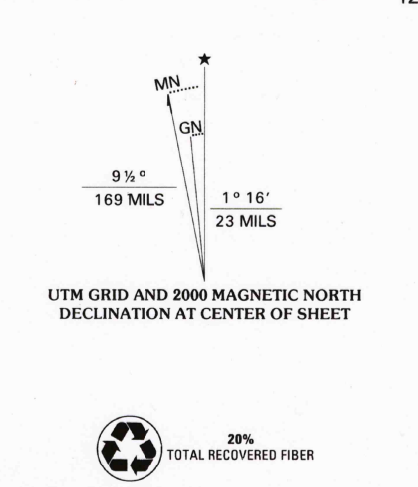 12
★
MN
GN
9 ½ °
169 MILS
1° 16′
23 MILS
UTM GRID AND 2000 MAGNETIC NORTH
DECLINATION AT CENTER OF SHEET
20%
TOTAL RECOVERED FIBER